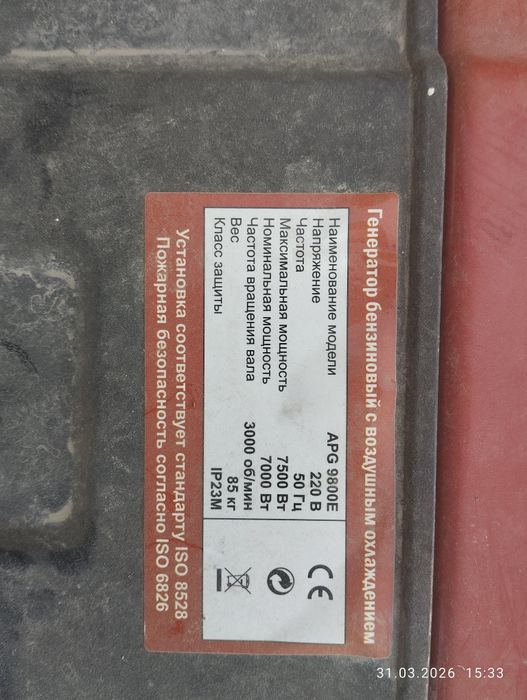 Генератор бензиновый с воздушным охлаждением
Наименование модели APG 9800E
Напряжение 220 В
Частота 50 Гц
Максимальная мощность 7500 Вт
Номинальная мощность 7000 Вт
Частота вращения вала 3000 об/мин
Вес 85 кг
Класс защиты IP23M
CE
Установка соответствует стандарту ISO 8528
Пожарная безопасность согласно ISO 6826
31.03.2026 15:33